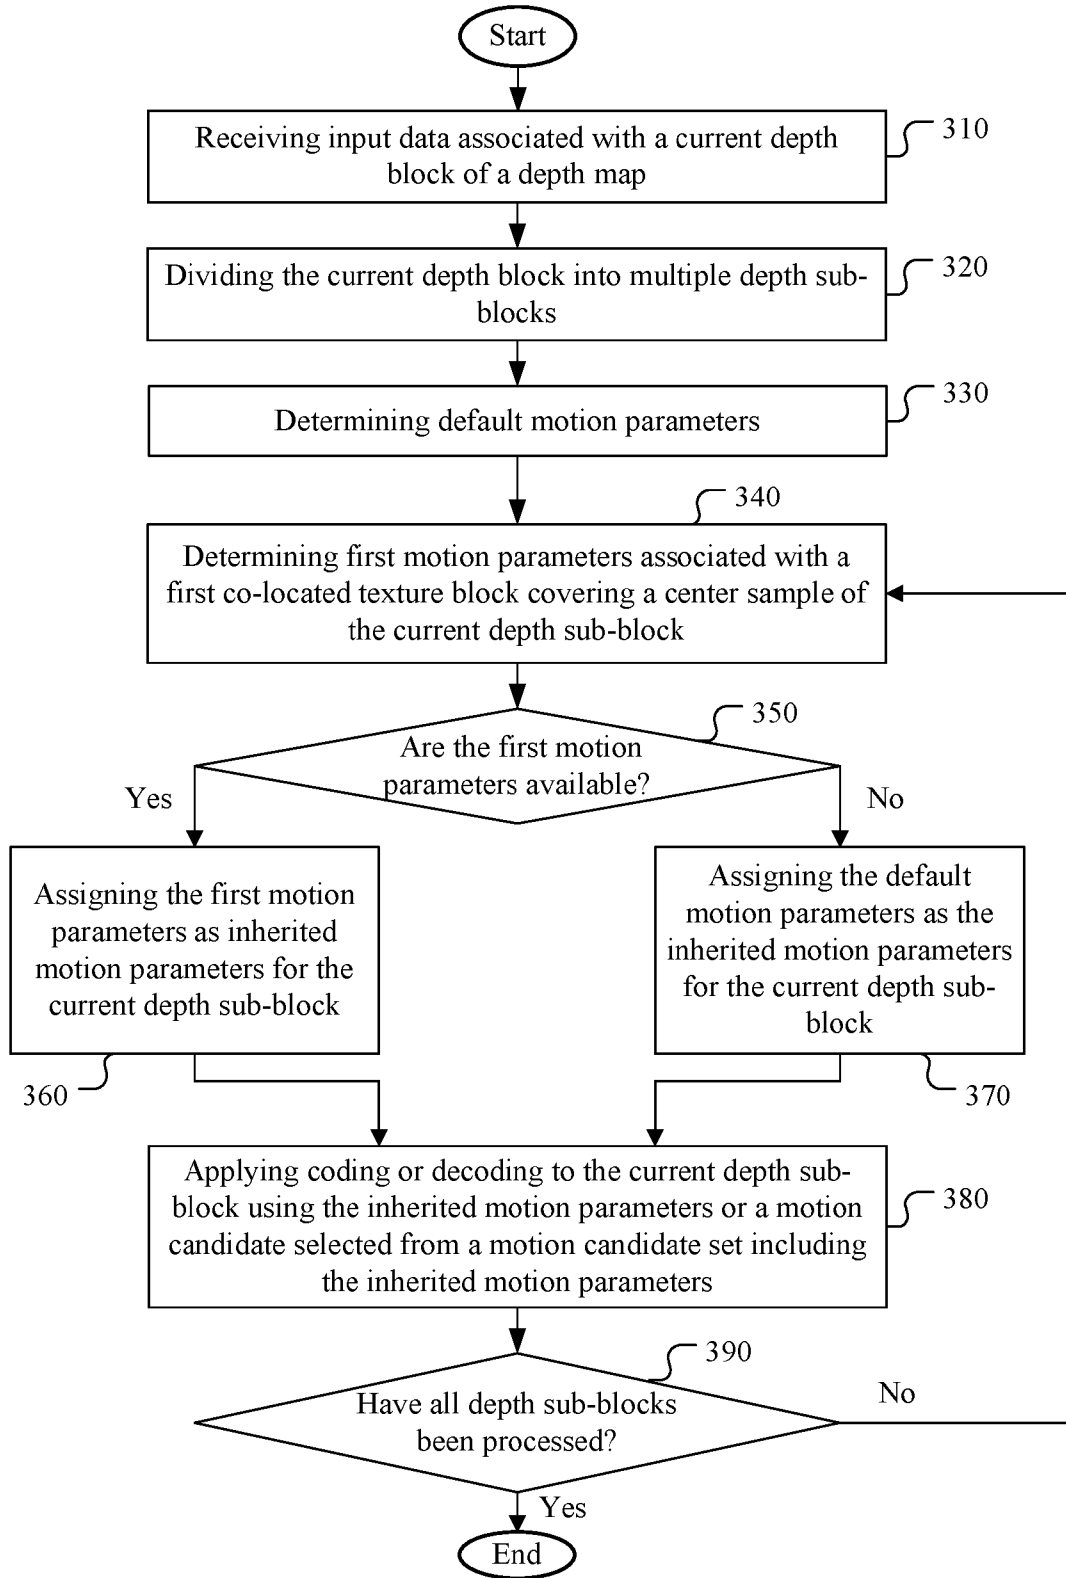 Start
Receiving input data associated with a current depth
block of a depth map
310
Dividing the current depth block into multiple depth sub-
blocks
320
Determining default motion parameters
330
340
Determining first motion parameters associated with a
first co-located texture block covering a center sample of
the current depth sub-block
350
Are the first motion
parameters available?
Yes
No
Assigning the first motion
parameters as inherited
motion parameters for the
current depth sub-block
360
Assigning the default
motion parameters as the
inherited motion parameters
for the current depth sub-
block
370
Applying coding or decoding to the current depth sub-
block using the inherited motion parameters or a motion
candidate selected from a motion candidate set including
the inherited motion parameters
380
390
Have all depth sub-blocks
been processed?
No
Yes
End